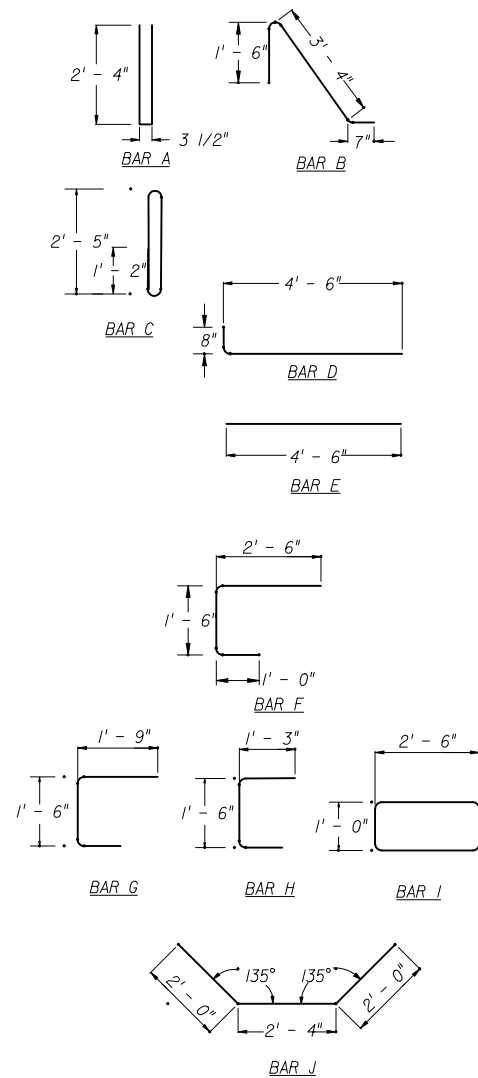 2' - 4"
3 1/2"
BAR A
1' - 6"
3' - 4"
7"
BAR B
2' - 5"
1' - 2"
BAR C
4' - 6"
8"
BAR D
4' - 6"
BAR E
2' - 6"
1' - 6"
1' - 0"
BAR F
1' - 9"
1' - 6"
BAR G
1' - 3"
1' - 6"
BAR H
2' - 6"
1' - 0"
BAR I
2' - 0"
135°
135°
2' - 0"
2' - 4"
BAR J